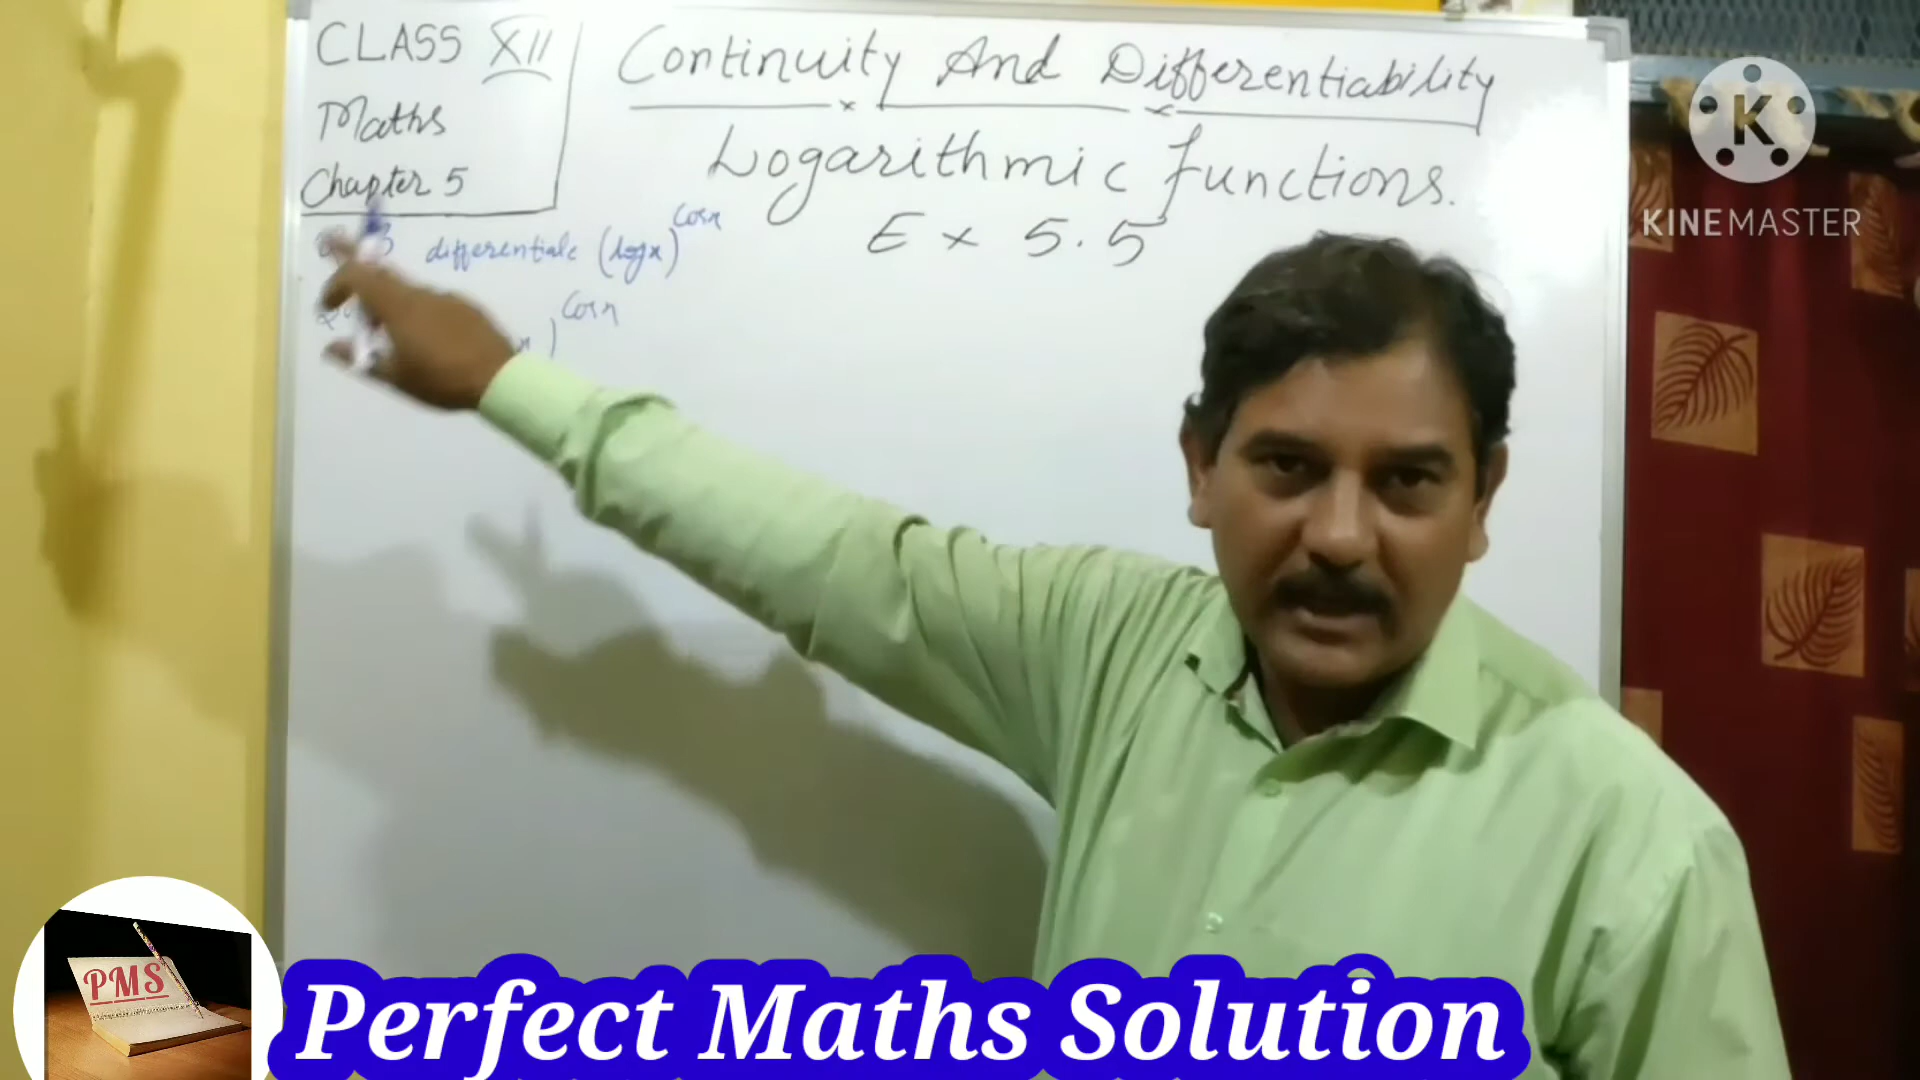 CLASS XII
Maths
Chapter 5
Continuity And Differentiability
Logarithmic functions.
Ex 5.5
differentiate (logx)^cosx
)^cosx
KINEMASTER
PMS
Perfect Maths Solution